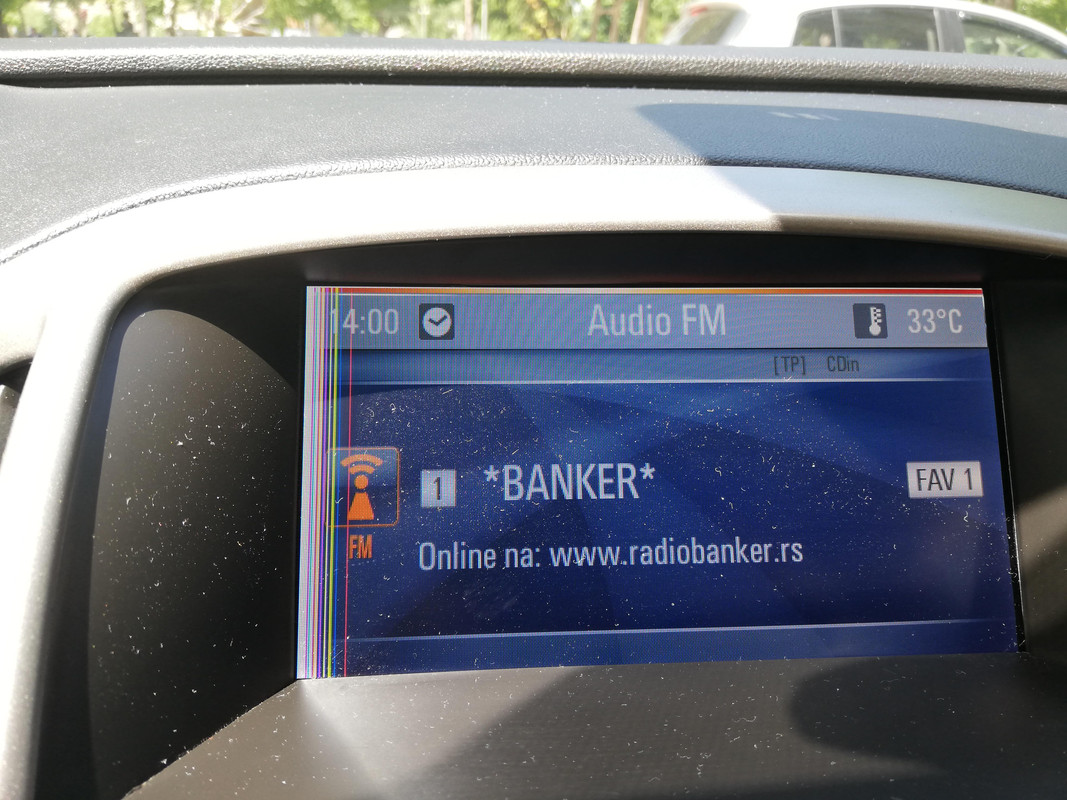 14:00 Audio FM 33°C
[TP] CDin
1 *BANKER* FAV 1
FM
Online na: www.radiobanker.rs